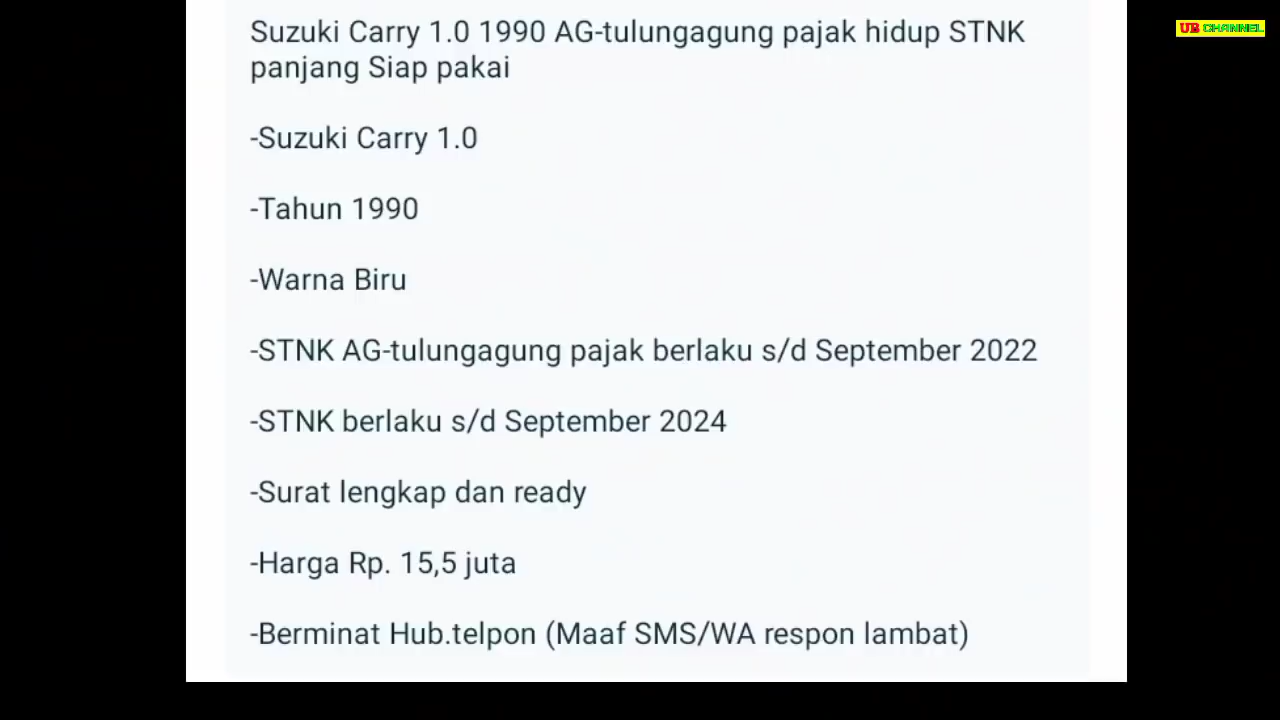 UB CHANNEL
Suzuki Carry 1.0 1990 AG-tulungagung pajak hidup STNK
panjang Siap pakai
-Suzuki Carry 1.0
-Tahun 1990
-Warna Biru
-STNK AG-tulungagung pajak berlaku s/d September 2022
-STNK berlaku s/d September 2024
-Surat lengkap dan ready
-Harga Rp. 15,5 juta
-Berminat Hub.telpon (Maaf SMS/WA respon lambat)